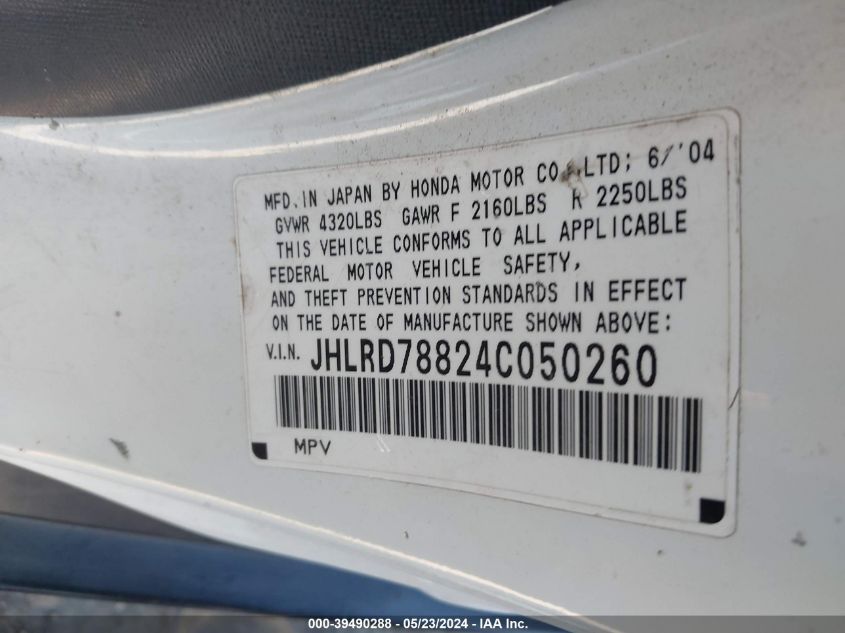 MFD. IN JAPAN BY HONDA MOTOR CO.,LTD; 6/'04
GVWR 4320LBS GAWR F 2160LBS R 2250LBS
THIS VEHICLE CONFORMS TO ALL APPLICABLE
FEDERAL MOTOR VEHICLE SAFETY,
AND THEFT PREVENTION STANDARDS IN EFFECT
ON THE DATE OF MANUFACTURE SHOWN ABOVE:
V.I.N. JHLRD78824C050260
MPV
000-39490288 - 05/23/2024 - IAA Inc.